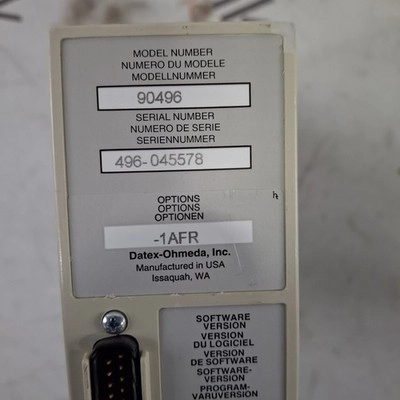 MODEL NUMBER
NUMERO DU MODELE
MODELLNUMMER
90496
SERIAL NUMBER
NUMERO DE SERIE
SERIENNUMMER
496-045578
OPTIONS
OPTIONS
OPTIONEN
-1AFR
Datex-Ohmeda, Inc.
Manufactured in USA
Issaquah, WA
SOFTWARE
VERSION
VERSION
DU LOGICIEL
VERSION
DE SOFTWARE
SOFTWARE-
VERSION
PROGRAM-
VARUVERSION